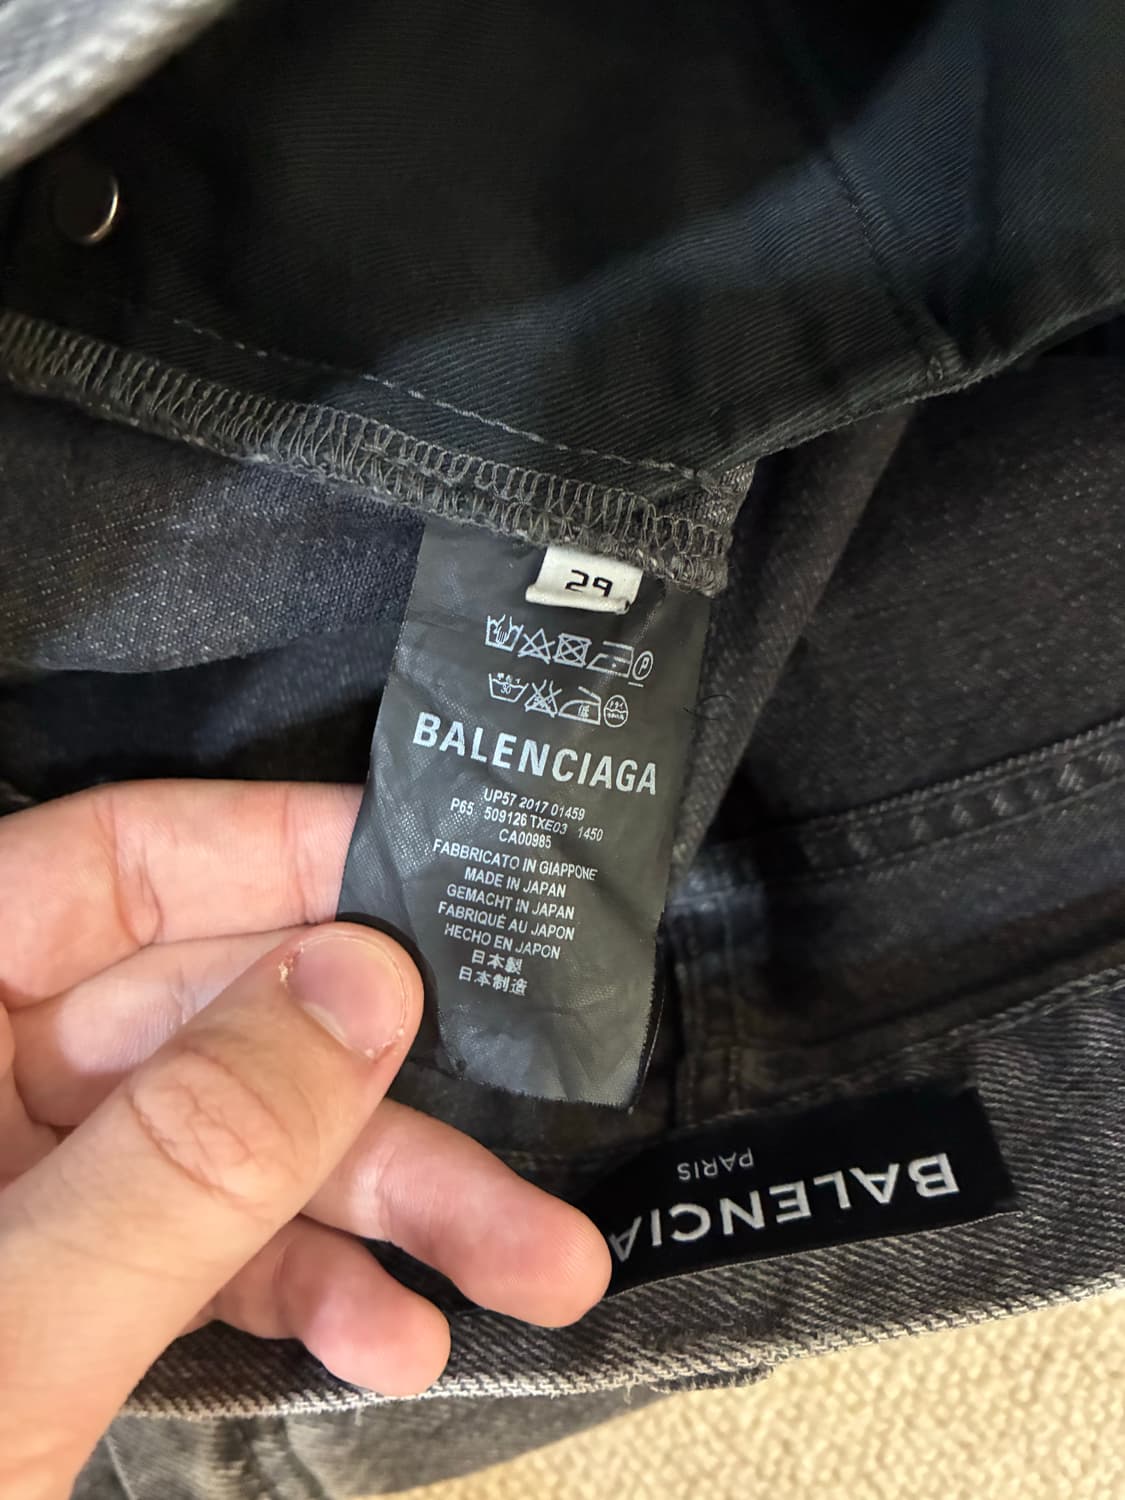 29
BALENCIAGA
UP57 2017 01459
P65 509126 TXE03 1450
CA00985
FABBRICATO IN GIAPPONE
MADE IN JAPAN
GEMACHT IN JAPAN
FABRIQUÉ AU JAPON
HECHO EN JAPON
日本製
日本制造
BALENCIA
PARIS